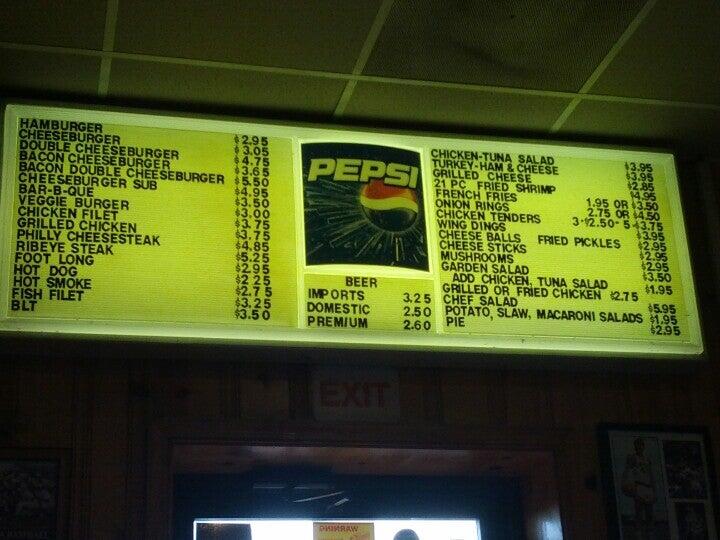 HAMBURGER $2.95
CHEESEBURGER $3.05
DOUBLE CHEESEBURGER $4.75
BACON CHEESEBURGER $3.65
BACON DOUBLE CHEESEBURGER $5.50
CHEESEBURGER SUB $4.95
BAR-B-QUE $3.50
VEGGIE BURGER $3.00
CHICKEN FILET $3.75
GRILLED CHICKEN $3.75
PHILLY CHEESESTEAK $4.85
RIBEYE STEAK $5.25
FOOT LONG $2.95
HOT DOG $2.25
HOT SMOKE $2.75
FISH FILET $3.25
BLT $3.50
PEPSI
BEER
IMPORTS 3.25
DOMESTIC 2.50
PREMIUM 2.60
CHICKEN-TUNA SALAD $3.95
TURKEY-HAM & CHEESE $3.95
GRILLED CHEESE $2.85
21 PC FRIED SHRIMP $4.95
FRENCH FRIES 1.95 OR $3.50
ONION RINGS 2.75 OR $4.50
CHICKEN TENDERS 3-$2.50-5-$3.75
WING DINGS $3.95
CHEESE BALLS FRIED PICKLES $2.95
CHEESE STICKS $2.95
MUSHROOMS $2.95
GARDEN SALAD $3.50
ADD CHICKEN, TUNA SALAD $1.95
GRILLED OR FRIED CHICKEN $2.75
CHEF SALAD $5.95
POTATO, SLAW, MACARONI SALADS $1.95
PIE $2.95
EXIT
WARNING